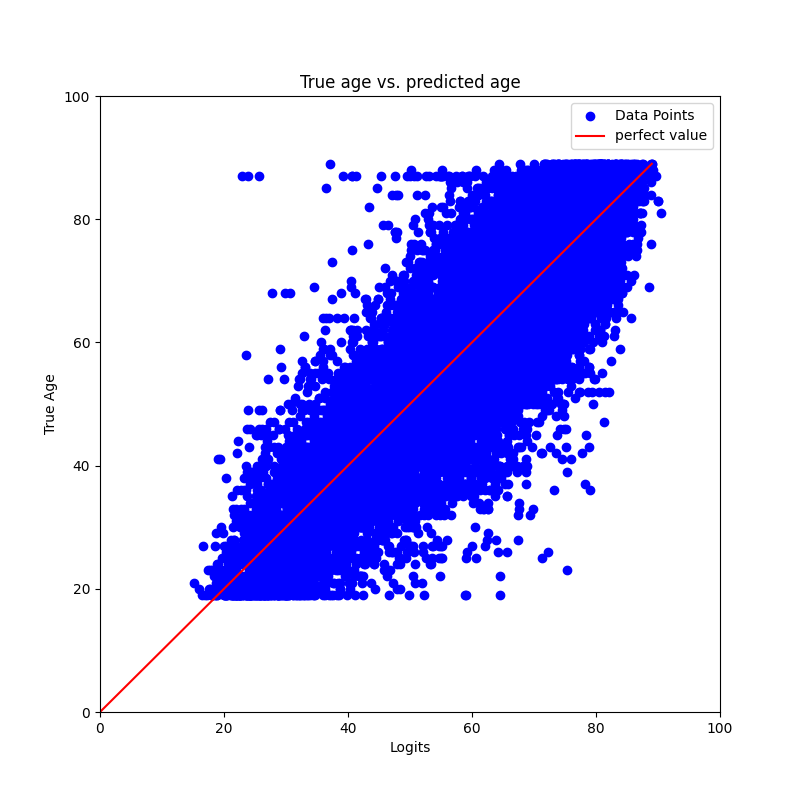 True age vs. predicted age
100
Data Points
perfect value
80
60
True Age
40
20
0
0 20 40 60 80 100
Logits